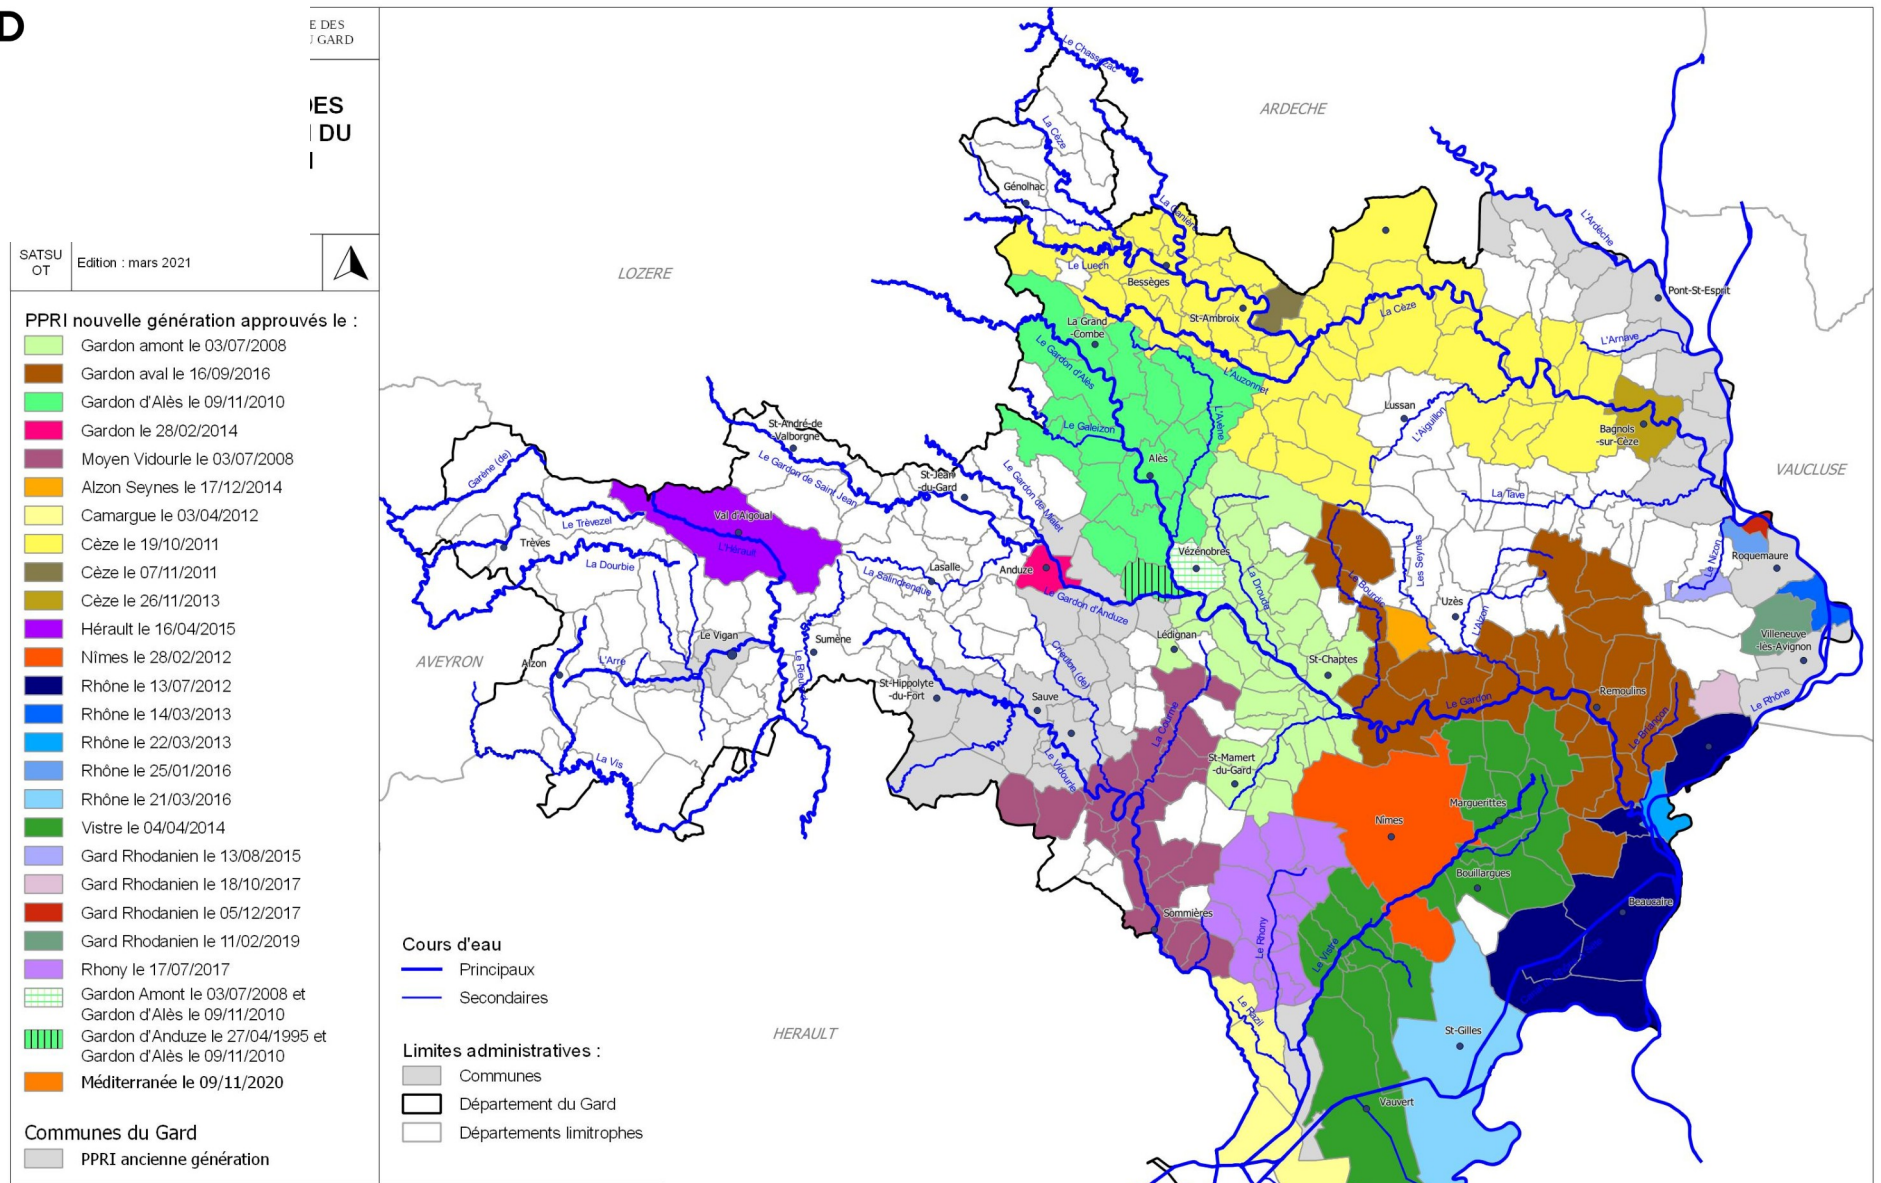 D
E DES
U GARD
DES
DU
SATSU
OT
Edition : mars 2021
PPRI nouvelle génération approuvés le :
Gardon amont le 03/07/2008
Gardon aval le 16/09/2016
Gardon d'Alès le 09/11/2010
Gardon le 28/02/2014
Moyen Vidourle le 03/07/2008
Alzon Seynes le 17/12/2014
Camargue le 03/04/2012
Cèze le 19/10/2011
Cèze le 07/11/2011
Cèze le 26/11/2013
Hérault le 16/04/2015
Nîmes le 28/02/2012
Rhône le 13/07/2012
Rhône le 14/03/2013
Rhône le 22/03/2013
Rhône le 25/01/2016
Rhône le 21/03/2016
Vistre le 04/04/2014
Gard Rhodanien le 13/08/2015
Gard Rhodanien le 18/10/2017
Gard Rhodanien le 05/12/2017
Gard Rhodanien le 11/02/2019
Rhony le 17/07/2017
Gardon Amont le 03/07/2008 et
Gardon d'Alès le 09/11/2010
Gardon d'Anduze le 27/04/1995 et
Gardon d'Alès le 09/11/2010
Méditerranée le 09/11/2020
Communes du Gard
PPRI ancienne génération
Cours d'eau
Principaux
Secondaires
Limites administratives :
Communes
Département du Gard
Départements limitrophes
Le Chassezac
ARDECHE
La Cèze
Génolhac
La Ganière
L'Ardèche
LOZERE
Le Luech
Bessèges
Pont-St-Esprit
St-Ambroix
La Cèze
La Grand
-Combe
L'Arnave
Le Gardon d'Alès
L'Auzonnet
Lussan
L'Aiguillon
St-André-de
-Valborgne
Le Galeizon
L'Avène
Bagnols
-sur-Cèze
Garène (de)
Le Gardon de Saint Jean
St-Jean
-du-Gard
Le Gardon de Mialet
Alès
VAUCLUSE
La Tave
Val d'Aigoual
Le Trèvezel
Trèves
L'Hérault
La Dourbie
Vézénobres
Roquemaure
Le Nizon
Anduze
Lasalle
La Salindrenque
La Droude
Le Bourdic
Les Seynes
Uzès
L'Alzon
Le Gardon d'Anduze
Le Vigan
Sumène
Lédignan
Villeneuve
-lès-Avignon
AVEYRON
Alzon
L'Arre
Le Rieutord
Crieulon (de)
St-Chaptes
St-Hippolyte
-du-Fort
Sauve
Le Gardon
Remoulins
Le Rhône
La Courme
Le Briançon
La Vis
Le Vidourle
St-Mamert
-du-Gard
Marguerittes
Nîmes
Bouillargues
Beaucaire
Sommières
Le Rhony
Le Vistre
Le Razil
HERAULT
St-Gilles
Vauvert